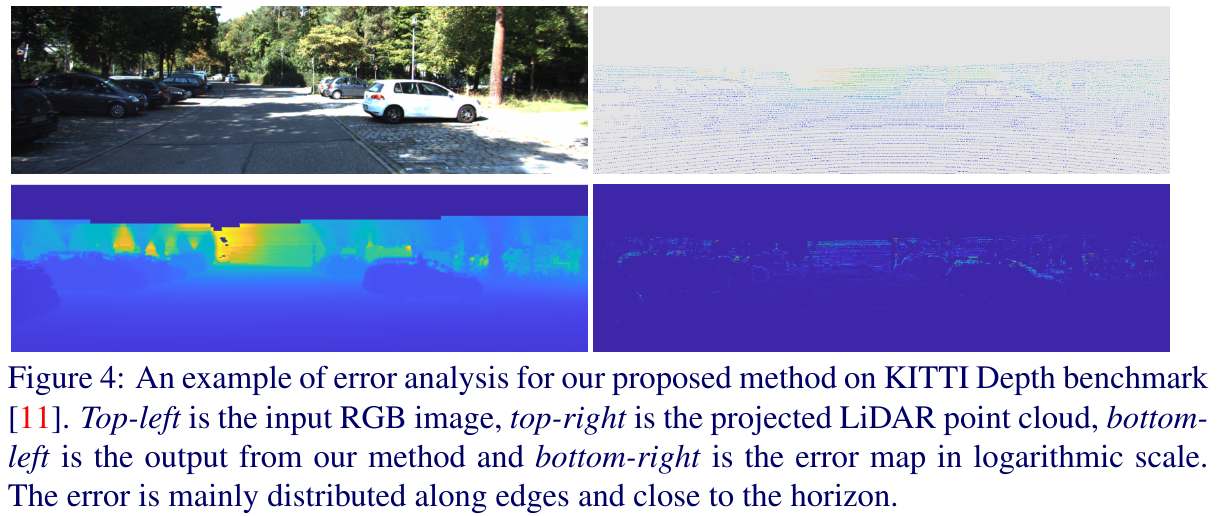 Figure 4: An example of error analysis for our proposed method on KITTI Depth benchmark
[11]. Top-left is the input RGB image, top-right is the projected LiDAR point cloud, bottom-
left is the output from our method and bottom-right is the error map in logarithmic scale.
The error is mainly distributed along edges and close to the horizon.